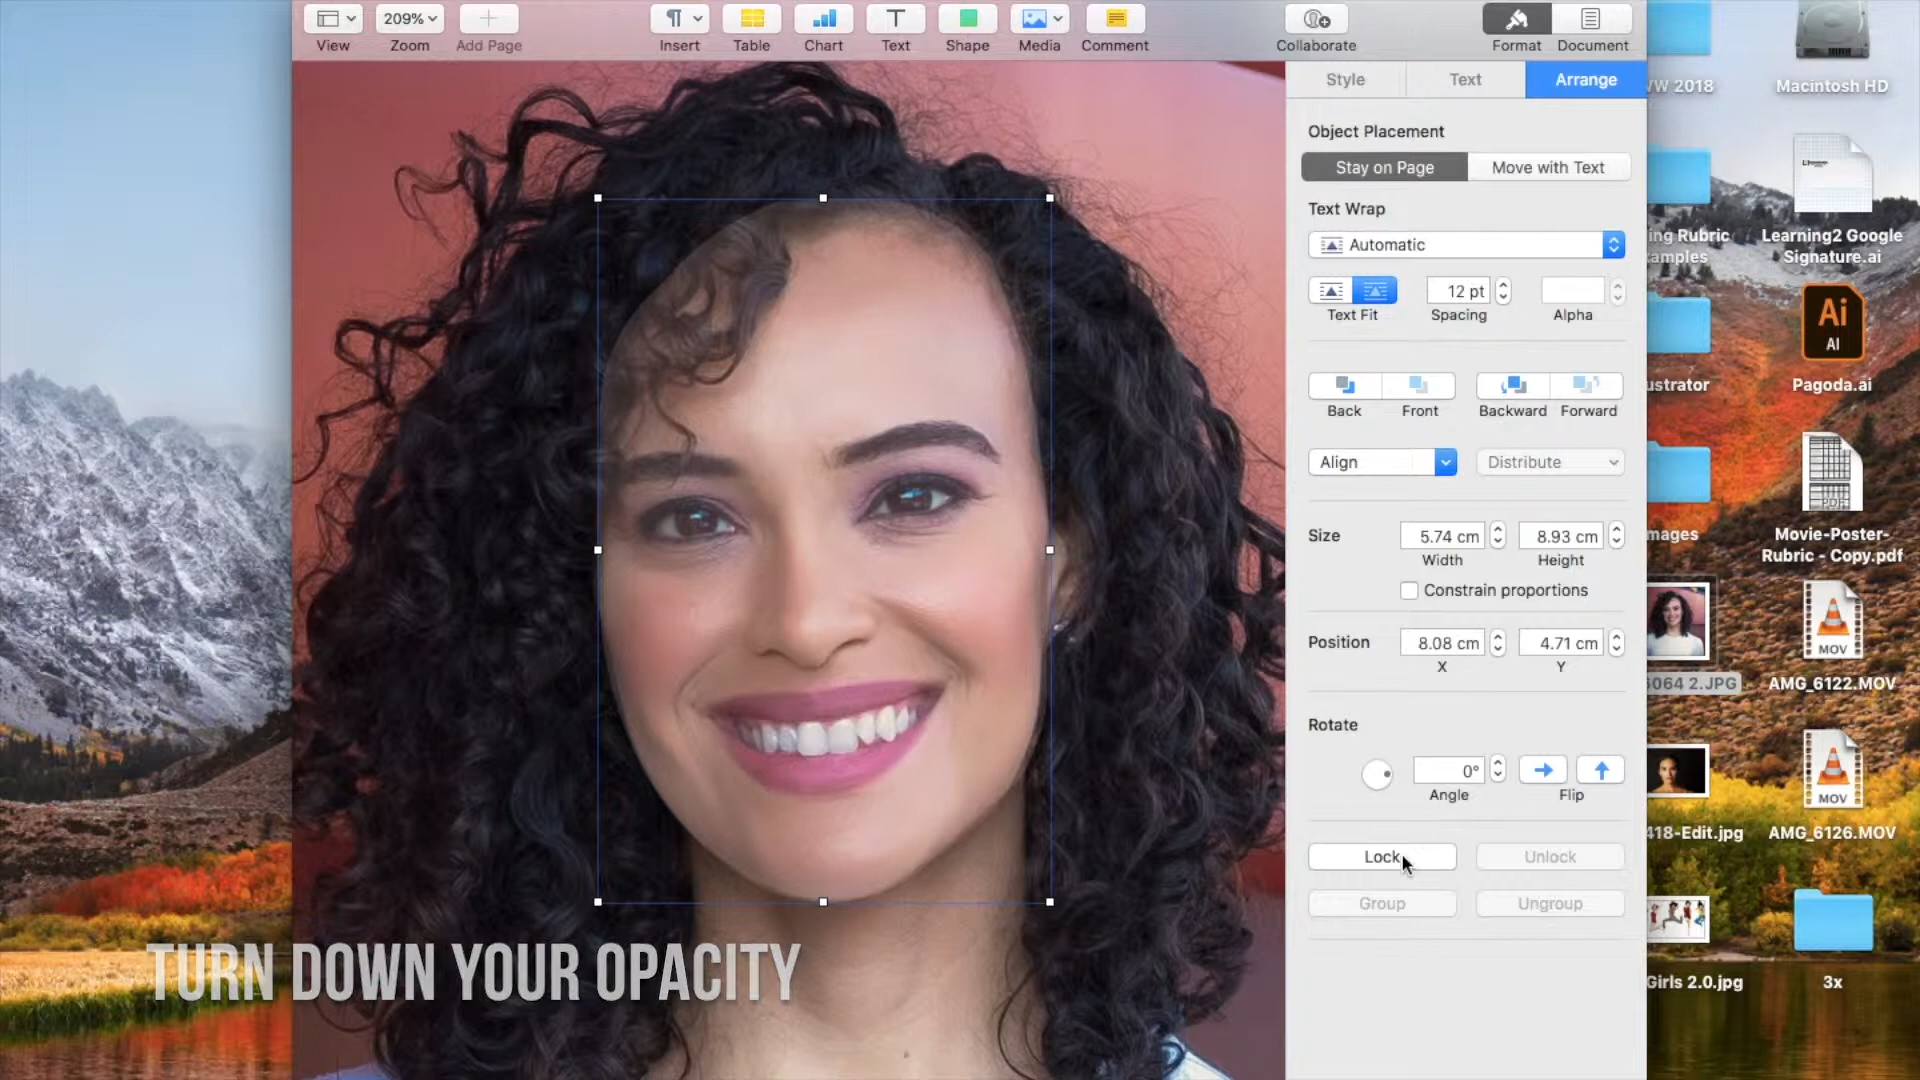 View
209%
Zoom
Add Page
Insert
Table
Chart
T
Text
Shape
Media
Comment
Collaborate
Format
Document
Style
Text
Arrange
Object Placement
Stay on Page
Move with Text
Text Wrap
Automatic
Text Fit
12 pt
Spacing
Alpha
Back
Front
Backward
Forward
Align
Distribute
Size
5.74 cm
Width
8.93 cm
Height
Constrain proportions
Position
8.08 cm
X
4.71 cm
Y
Rotate
0°
Angle
Flip
Lock
Unlock
Group
Ungroup
TURN DOWN YOUR OPACITY
W 2018
Macintosh HD
ing Rubric
amples
Learning2 Google
Signature.ai
Ai
AI
ustrator
Pagoda.ai
PDF
mages
Movie-Poster-
Rubric - Copy.pdf
MOV
6064 2.JPG
AMG_6122.MOV
MOV
418-Edit.jpg
AMG_6126.MOV
Girls 2.0.jpg
3x